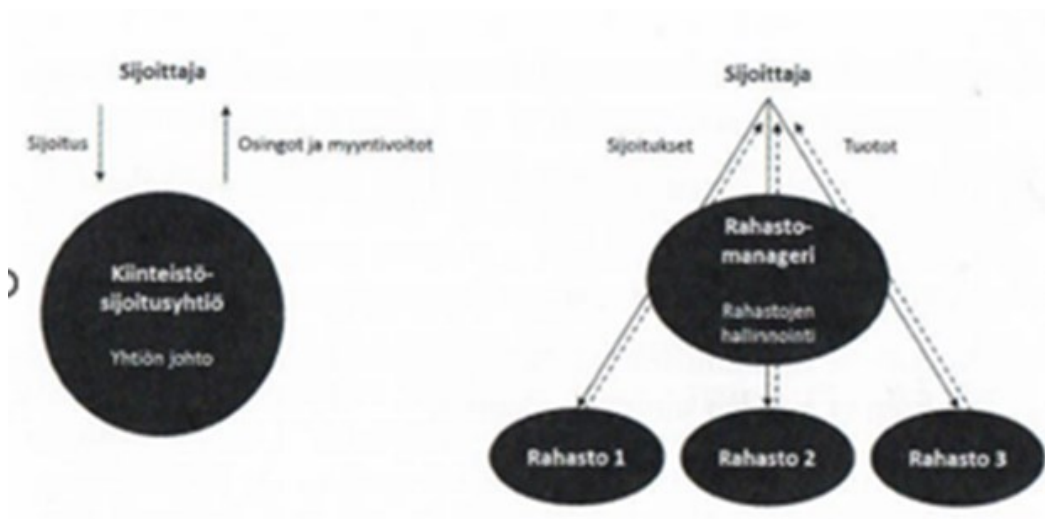 Sijoittaja
Sijoitus
Osingot ja myyntivoitot
Kiinteistö-
sijoitusyhtiö
Yhtiön johto
Sijoittaja
Sijoitukset
Tuotot
Rahasto-
manageri
Rahastojen
hallinnointi
Rahasto 1
Rahasto 2
Rahasto 3